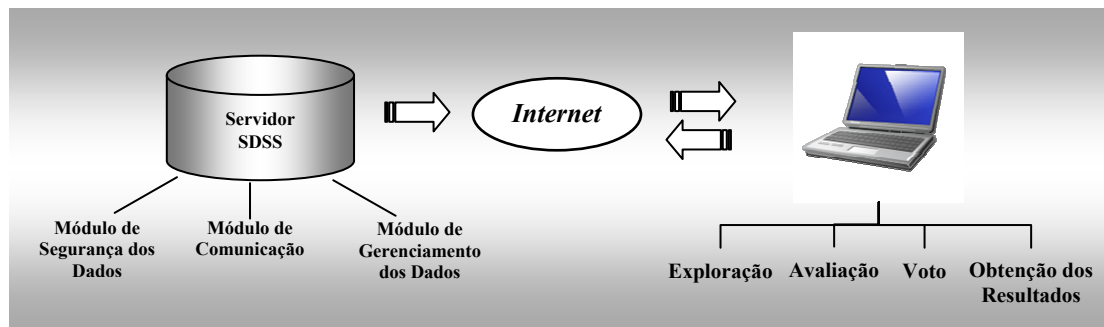 Servidor
SDSS
Internet
Módulo de
Segurança dos
Dados
Módulo de
Comunicação
Módulo de
Gerenciamento
dos Dados
Exploração
Avaliação
Voto
Obtenção dos
Resultados